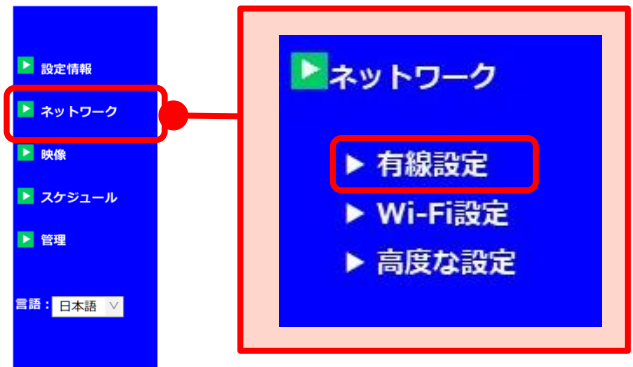 設定情報
ネットワーク
映像
スケジュール
管理
言語：日本語
ネットワーク
有線設定
Wi-Fi設定
高度な設定